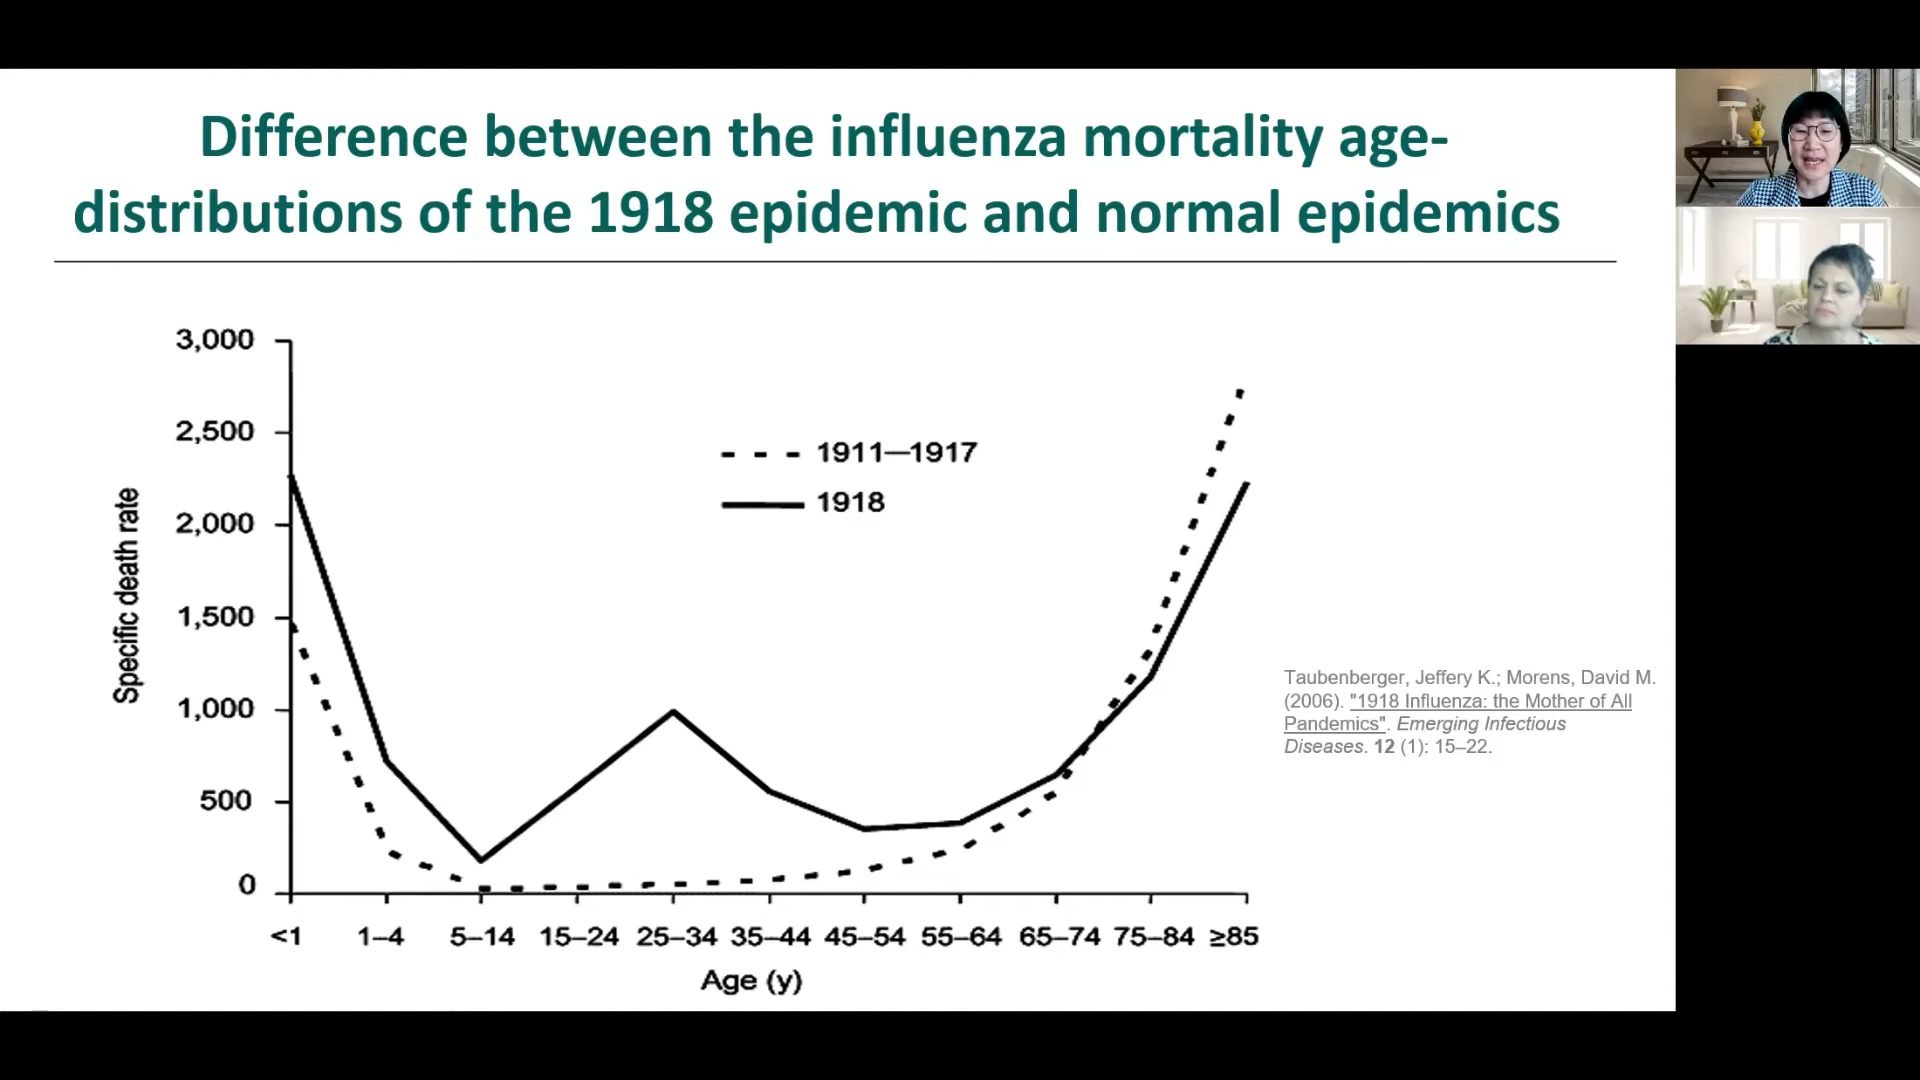 Difference between the influenza mortality age-
distributions of the 1918 epidemic and normal epidemics
3,000
2,500
2,000
1,500
1,000
500
0
Specific death rate
1911—1917
1918
<1 1–4 5–14 15–24 25–34 35–44 45–54 55–64 65–74 75–84 ≥85
Age (y)
Taubenberger, Jeffery K.; Morens, David M.
(2006). "1918 Influenza: the Mother of All
Pandemics". Emerging Infectious
Diseases. 12 (1): 15–22.